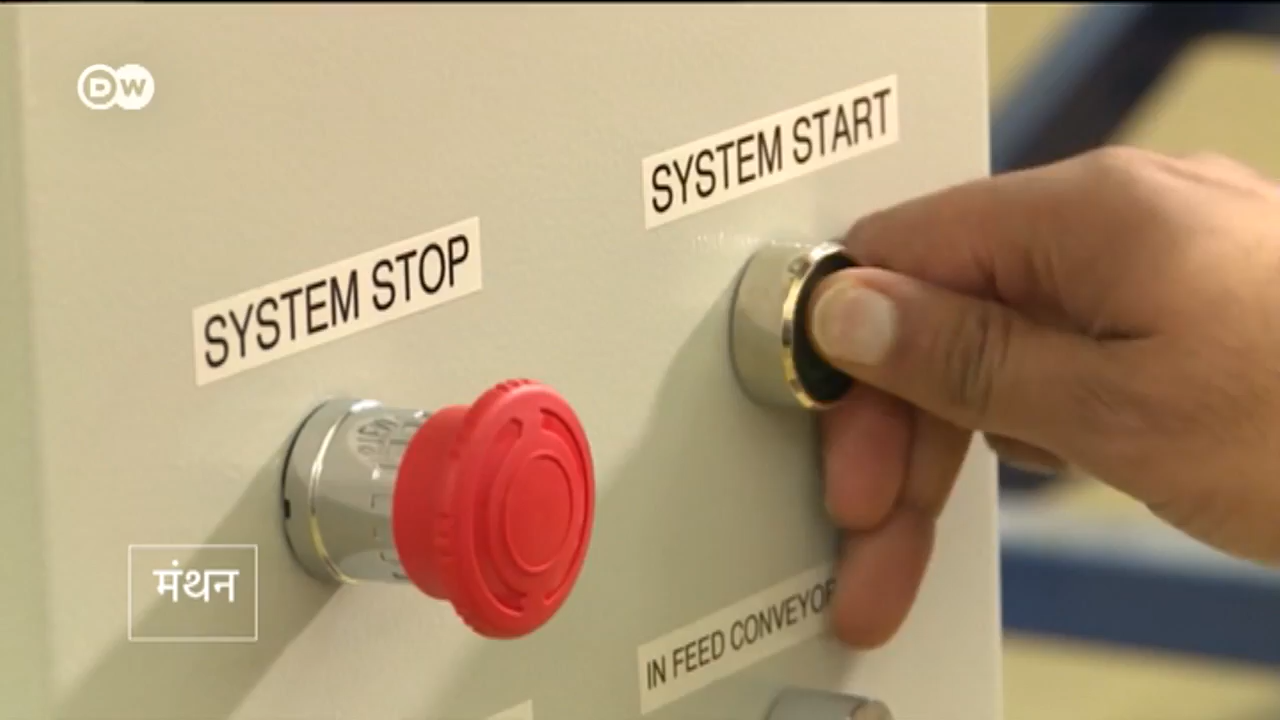 DW
SYSTEM START
SYSTEM STOP
मंथन
IN FEED CONVEYOR